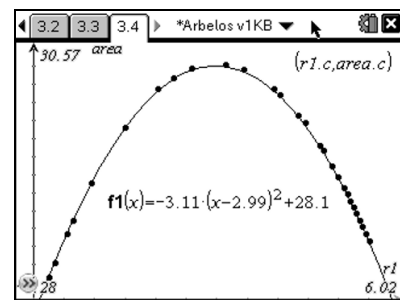 3.2 3.3 3.4 *Arbelos v1KB
30.57 area
(r1.c,area.c)
f1(x)=-3.11·(x-2.99)²+28.1
r1
.28 6.02